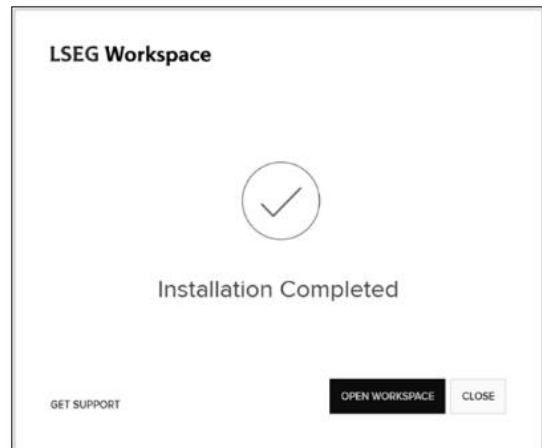 LSEG Workspace
Installation Completed
GET SUPPORT
OPEN WORKSPACE
CLOSE